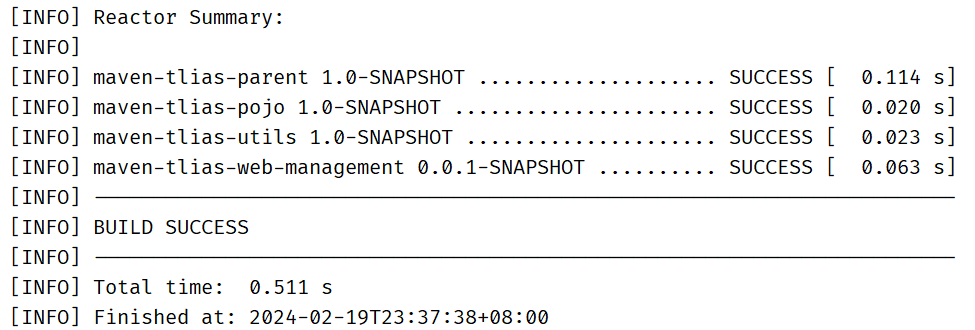 [INFO] Reactor Summary:
[INFO]
[INFO] maven-tlias-parent 1.0-SNAPSHOT .................... SUCCESS [  0.114 s]
[INFO] maven-tlias-pojo 1.0-SNAPSHOT ...................... SUCCESS [  0.020 s]
[INFO] maven-tlias-utils 1.0-SNAPSHOT ..................... SUCCESS [  0.023 s]
[INFO] maven-tlias-web-management 0.0.1-SNAPSHOT .......... SUCCESS [  0.063 s]
[INFO] ------------------------------------------------------------------------
[INFO] BUILD SUCCESS
[INFO] ------------------------------------------------------------------------
[INFO] Total time:  0.511 s
[INFO] Finished at: 2024-02-19T23:37:38+08:00